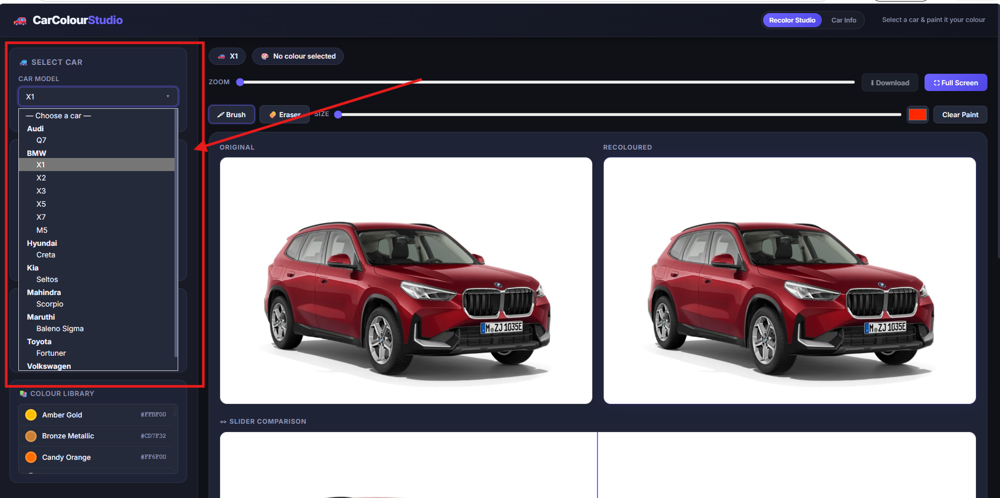 CarColourStudio
Recolor Studio
Car Info
Select a car & paint it your colour
SELECT CAR
CAR MODEL
X1
— Choose a car —
Audi
Q7
BMW
X1
X2
X3
X5
X7
M5
Hyundai
Creta
Kia
Seltos
Mahindra
Scorpio
Maruthi
Baleno Sigma
Toyota
Fortuner
Volkswagen
COLOUR LIBRARY
Amber Gold #FFBF00
Bronze Metallic #CD7F32
Candy Orange #FF6F00
X1
No colour selected
ZOOM
Download
Full Screen
Brush
Eraser
SIZE
Clear Paint
ORIGINAL
RECOLOURED
M ZJ 1035E
M ZJ 1035E
SLIDER COMPARISON